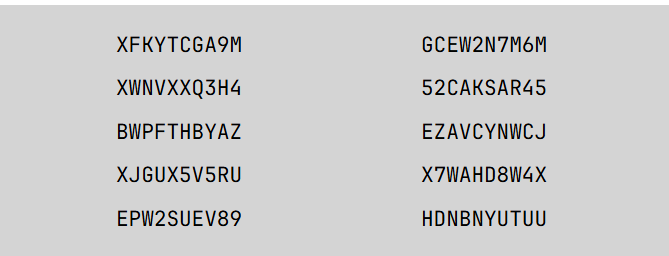 XFKYTCGA9M GCEW2N7M6M
XWNVXXQ3H4 52CAKSAR45
BWPFTHBYAZ EZAVCYNWCJ
XJGUX5V5RU X7WAHD8W4X
EPW2SUEV89 HDNBNYUTUU